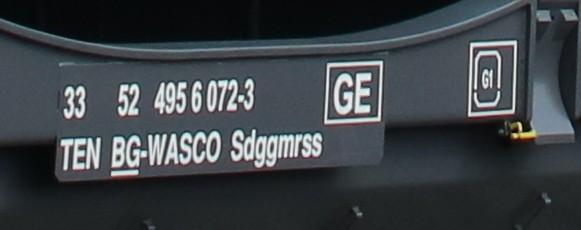 33 52 495 6 072-3 GE G1
TEN BG-WASCO Sdggmrss